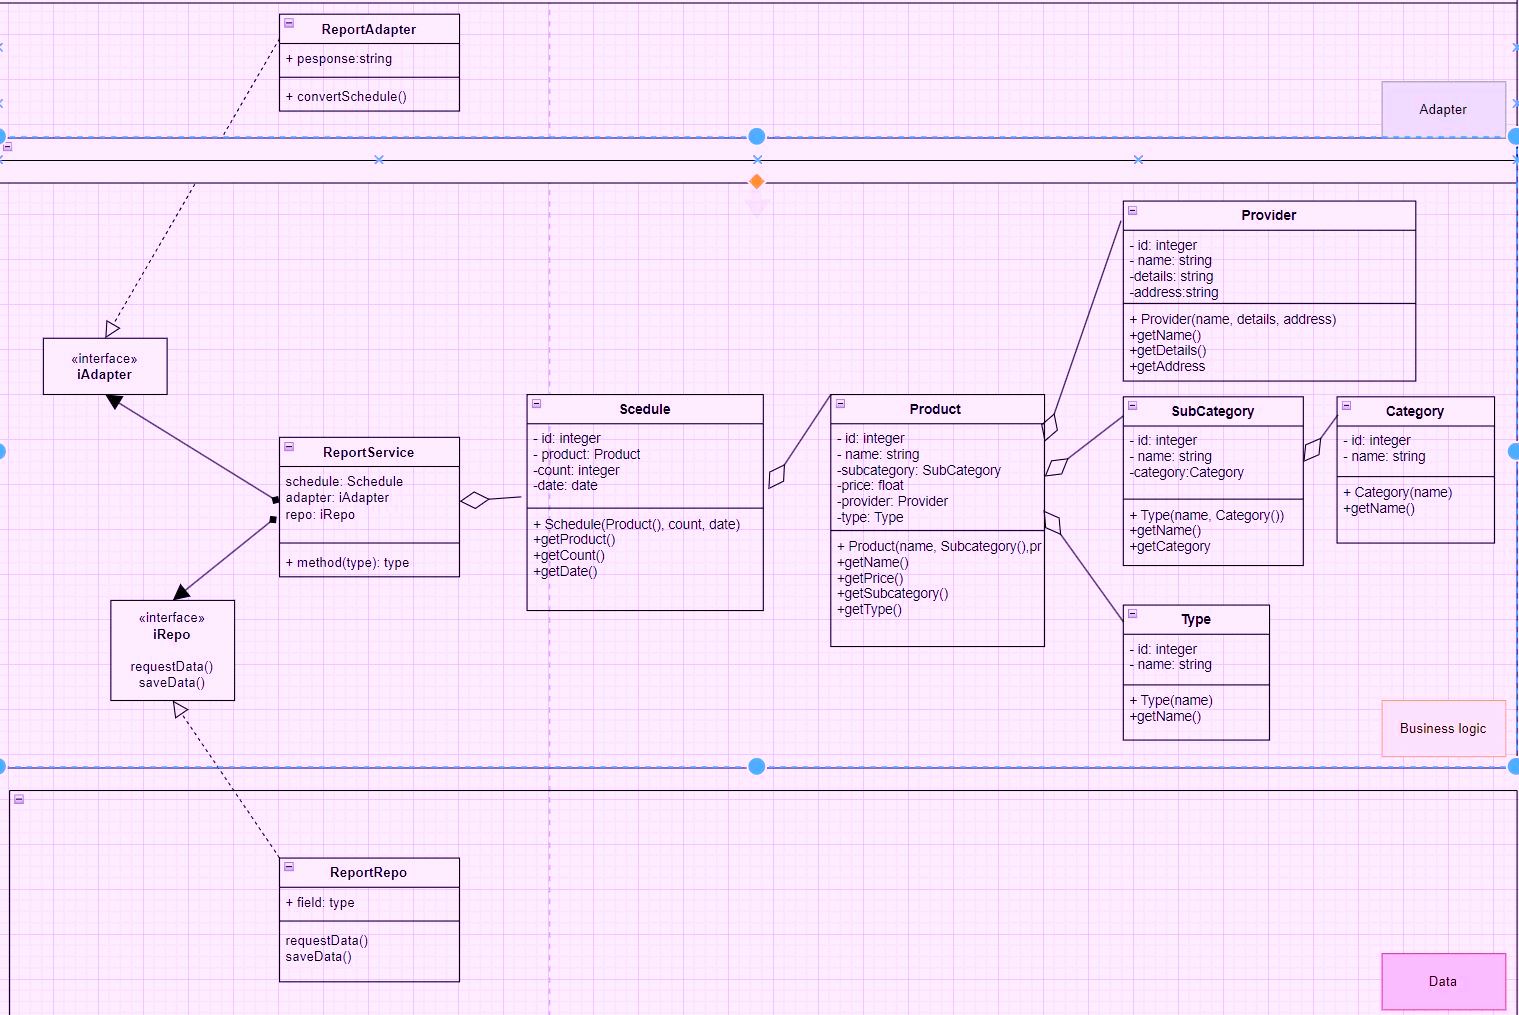 ReportAdapter
+ pesponse:string
+ convertSchedule()
Adapter
«interface»
iAdapter
ReportService
schedule: Schedule
adapter: iAdapter
repo: iRepo
+ method(type): type
«interface»
iRepo
requestData()
saveData()
Scedule
- id: integer
- product: Product
-count: integer
-date: date
+ Schedule(Product(), count, date)
+getProduct()
+getCount()
+getDate()
Product
- id: integer
- name: string
-subcategory: SubCategory
-price: float
-provider: Provider
-type: Type
+ Product(name, Subcategory(),pr
+getName()
+getPrice()
+getSubcategory()
+getType()
Provider
- id: integer
- name: string
-details: string
-address:string
+ Provider(name, details, address)
+getName()
+getDetails()
+getAddress
SubCategory
- id: integer
- name: string
-category:Category
+ Type(name, Category())
+getName()
+getCategory
Category
- id: integer
- name: string
+ Category(name)
+getName()
Type
- id: integer
- name: string
+ Type(name)
+getName()
Business logic
ReportRepo
+ field: type
requestData()
saveData()
Data